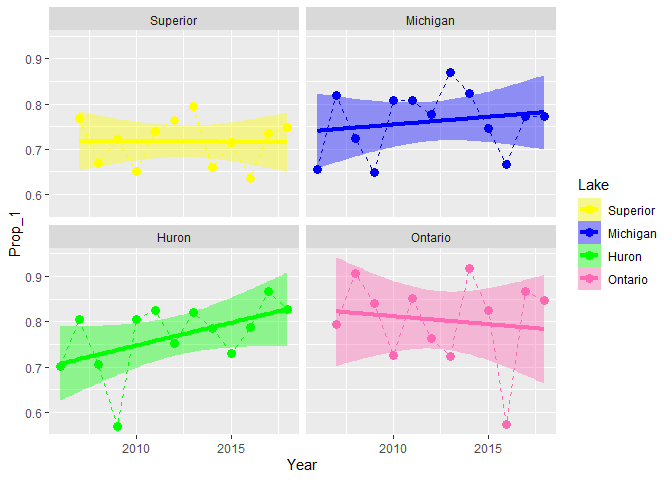 Superior
Michigan
0.9
0.8
0.7
0.6
Huron
Ontario
0.9
0.8
0.7
0.6
2010
2015
2010
2015
Year
Prop_1
Lake
Superior
Michigan
Huron
Ontario